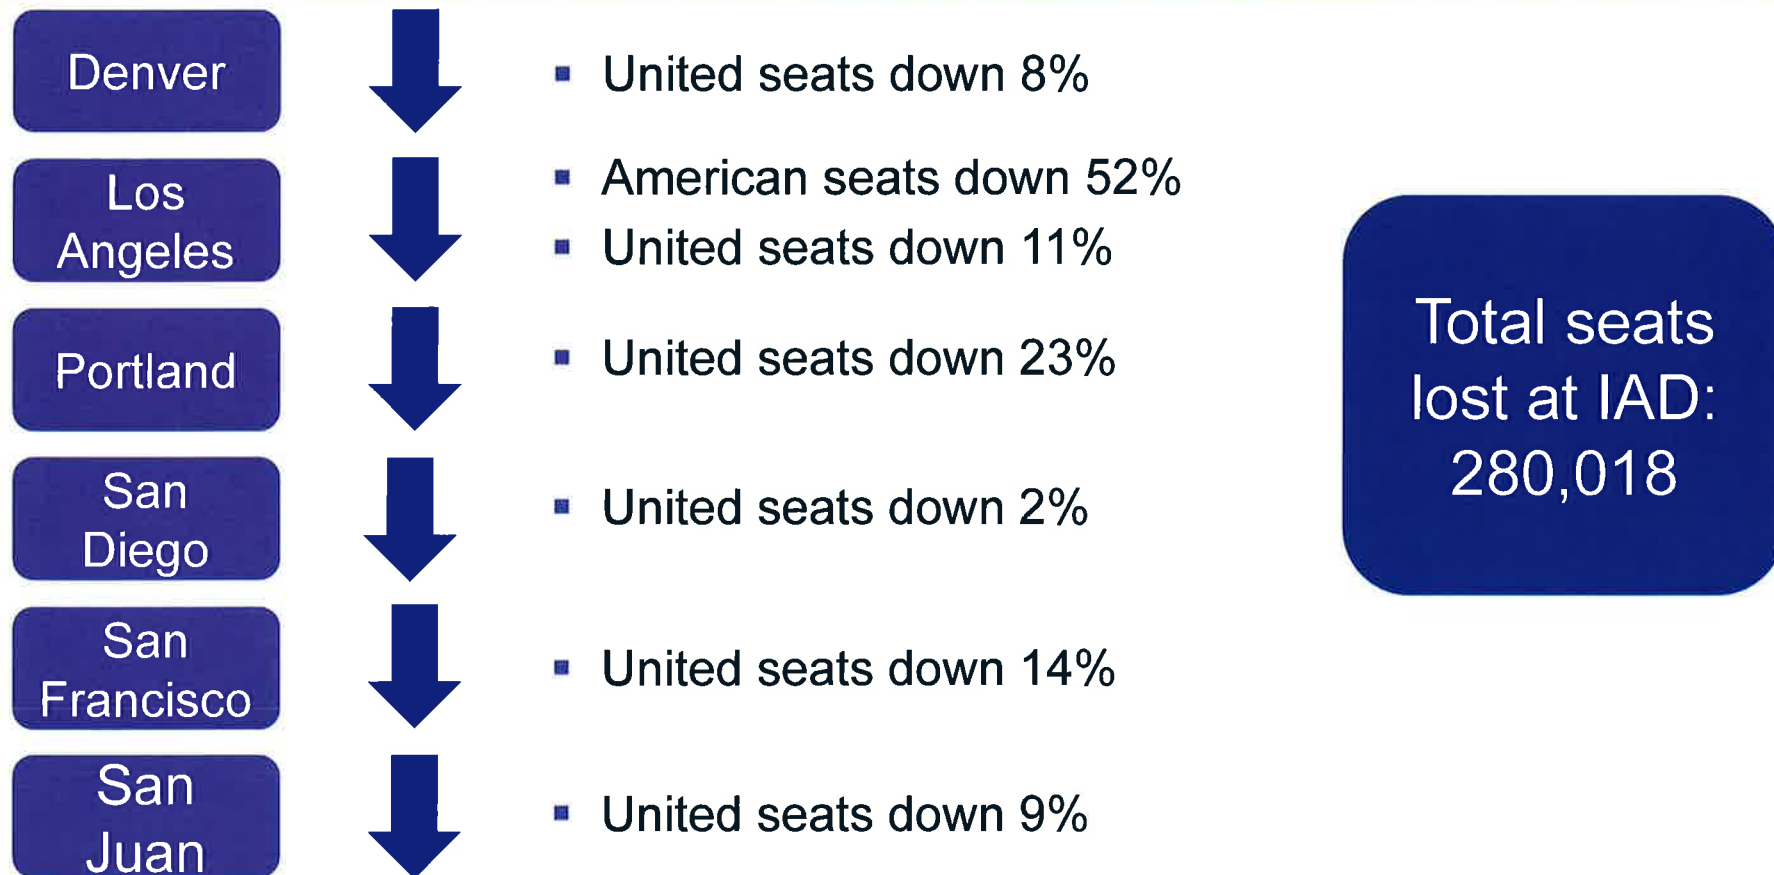 Denver
United seats down 8%
Los
Angeles
American seats down 52%
United seats down 11%
Portland
United seats down 23%
San
Diego
United seats down 2%
San
Francisco
United seats down 14%
San
Juan
United seats down 9%
Total seats
lost at IAD:
280,018